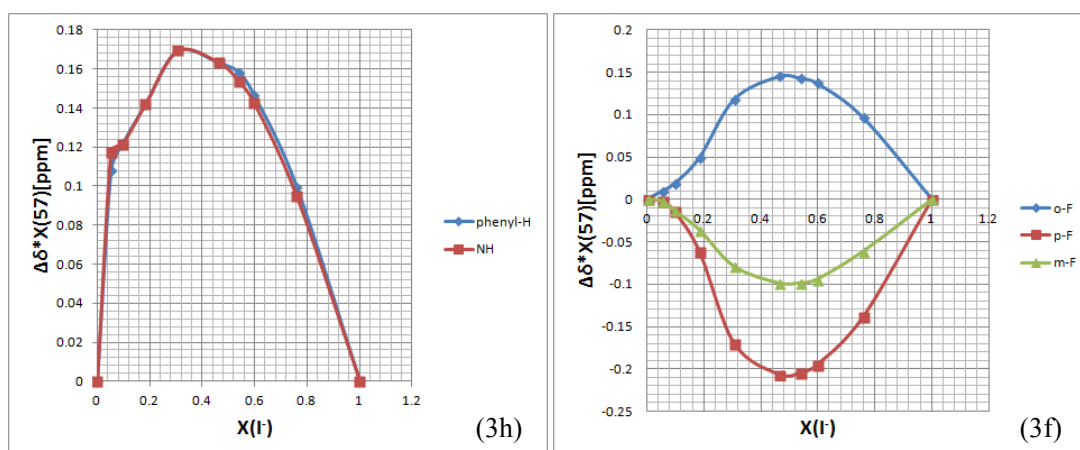 0.18
0.16
0.14
0.12
0.1
0.08
0.06
0.04
0.02
0
Δδ*X(57)[ppm]
0 0.2 0.4 0.6 0.8 1 1.2
X(I-)
phenyl-H
NH
(3h)
0.2
0.15
0.1
0.05
0
-0.05
-0.1
-0.15
-0.2
-0.25
Δδ*X(57)[ppm]
0 0.2 0.4 0.6 0.8 1 1.2
X(I-)
o-F
p-F
m-F
(3f)